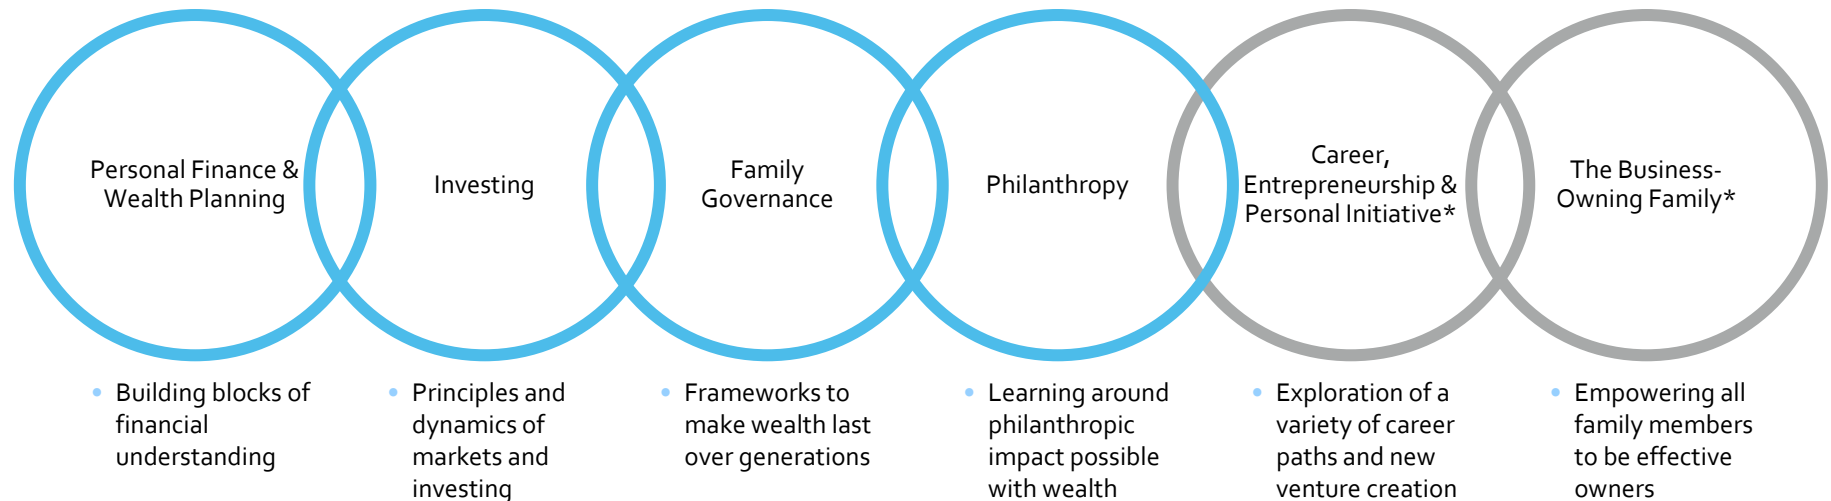 Personal Finance &
Wealth Planning
Investing
Family
Governance
Philanthropy
Career,
Entrepreneurship &
Personal Initiative*
The Business-
Owning Family*
• Building blocks of
financial
understanding
• Principles and
dynamics of
markets and
investing
• Frameworks to
make wealth last
over generations
• Learning around
philanthropic
impact possible
with wealth
• Exploration of a
variety of career
paths and new
venture creation
• Empowering all
family members
to be effective
owners